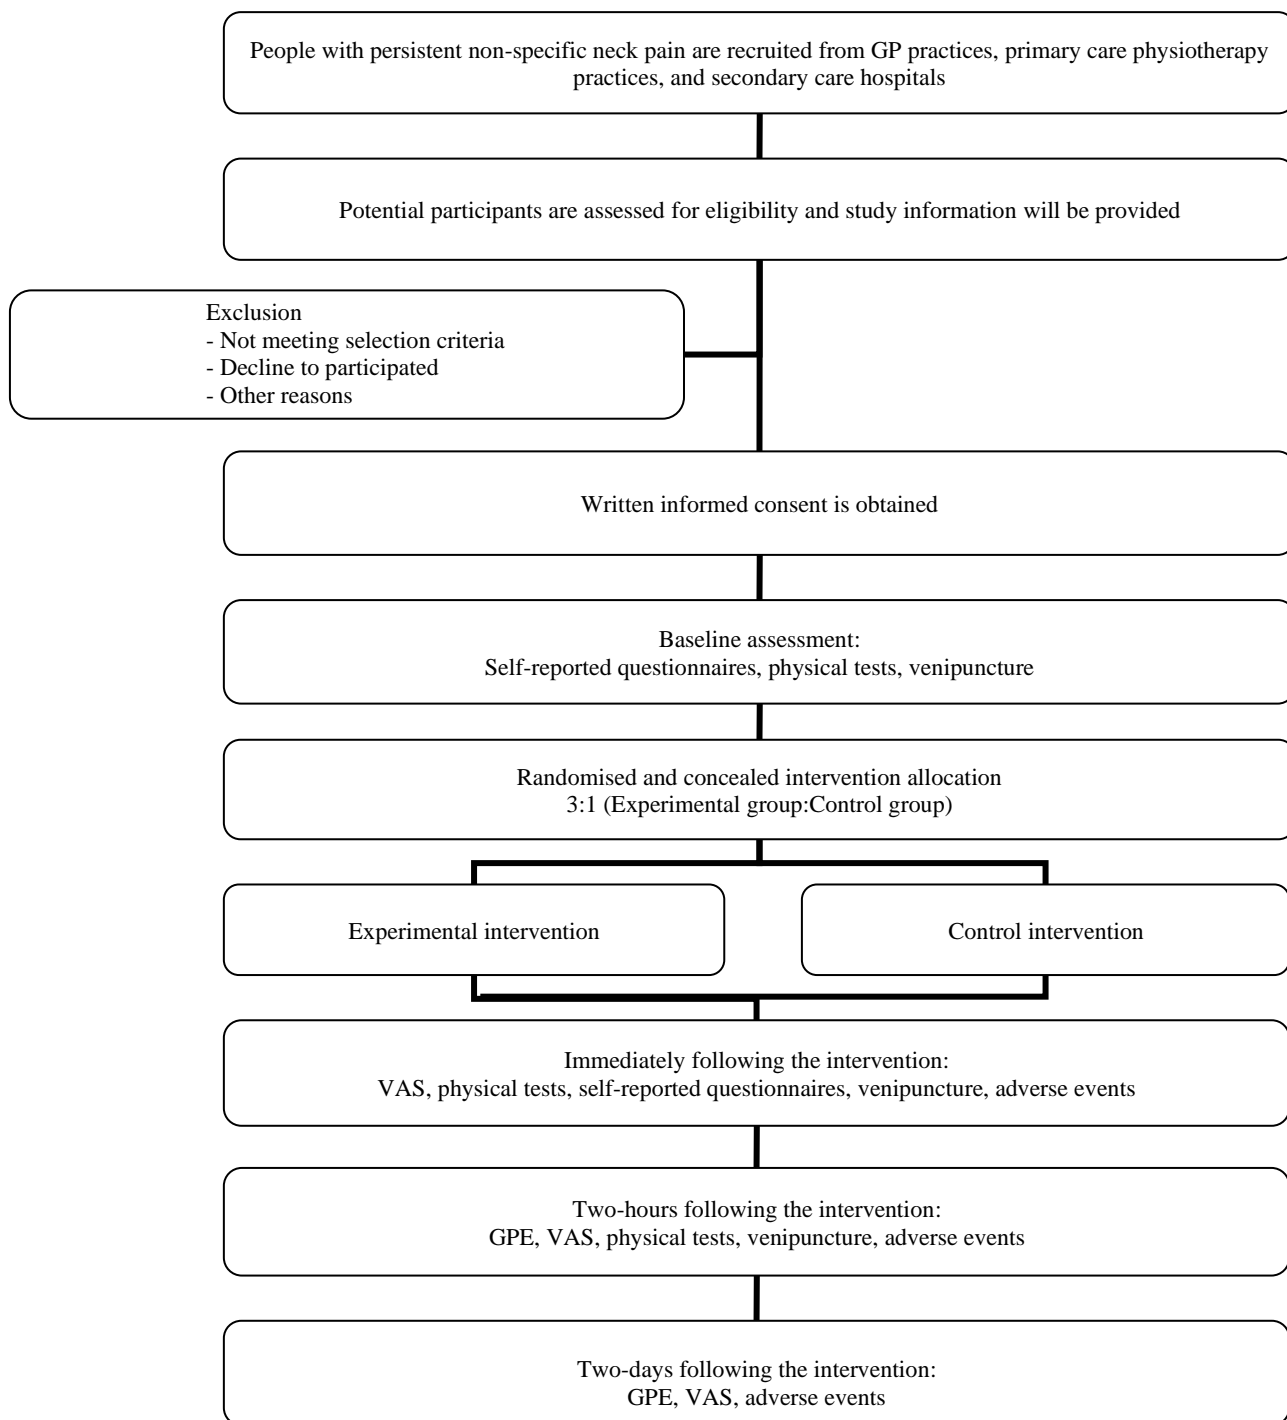 People with persistent non-specific neck pain are recruited from GP practices, primary care physiotherapy
practices, and secondary care hospitals
Potential participants are assessed for eligibility and study information will be provided
Exclusion
- Not meeting selection criteria
- Decline to participated
- Other reasons
Written informed consent is obtained
Baseline assessment:
Self-reported questionnaires, physical tests, venipuncture
Randomised and concealed intervention allocation
3:1 (Experimental group:Control group)
Experimental intervention
Control intervention
Immediately following the intervention:
VAS, physical tests, self-reported questionnaires, venipuncture, adverse events
Two-hours following the intervention:
GPE, VAS, physical tests, venipuncture, adverse events
Two-days following the intervention:
GPE, VAS, adverse events